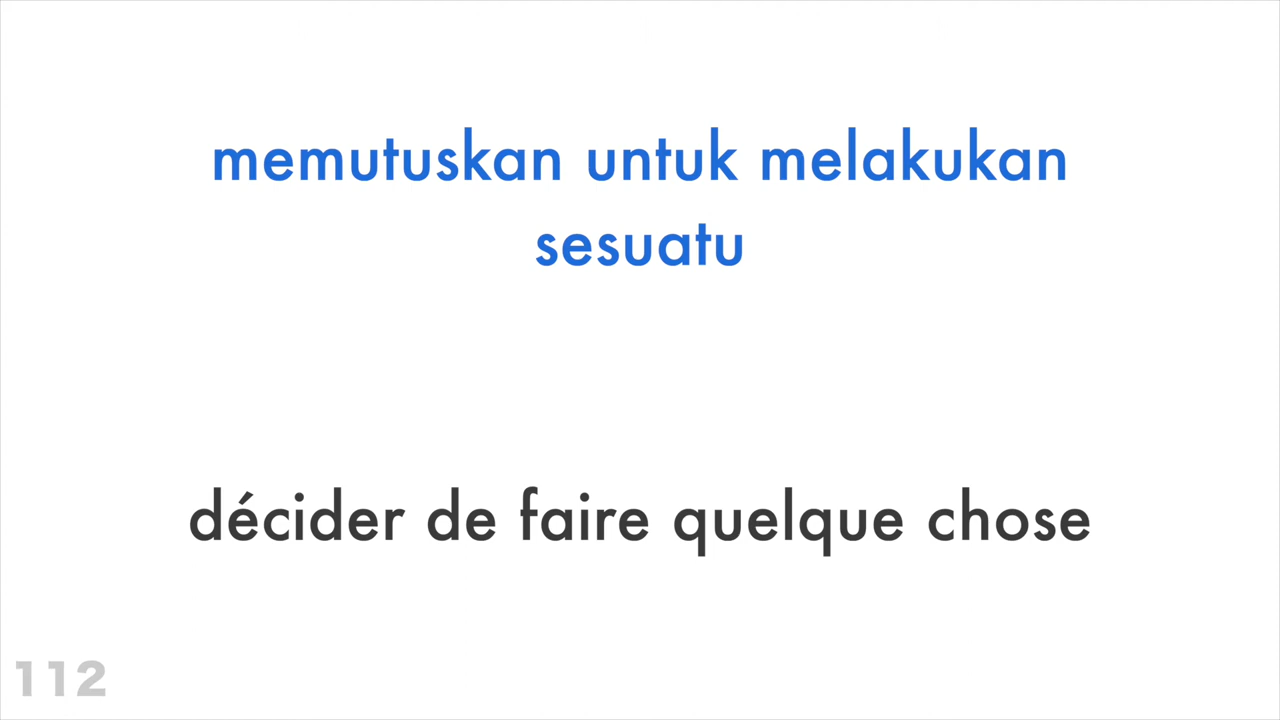 memutuskan untuk melakukan
sesuatu
décider de faire quelque chose
112